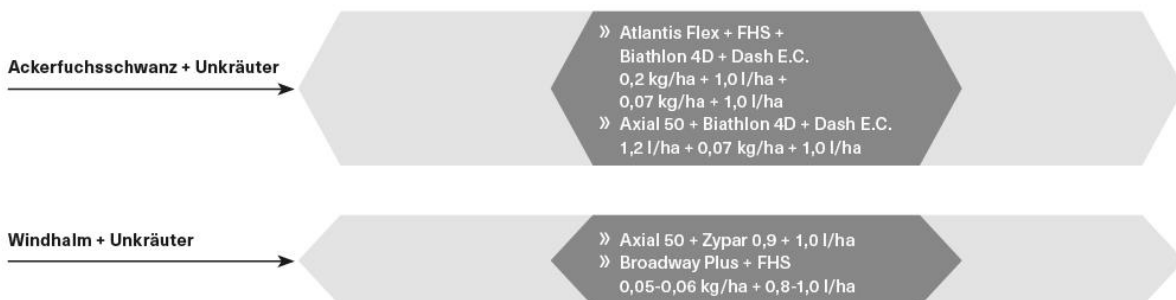 Ackerfuchsschwanz + Unkräuter
» Atlantis Flex + FHS +
Biathlon 4D + Dash E.C.
0,2 kg/ha + 1,0 l/ha +
0,07 kg/ha + 1,0 l/ha
» Axial 50 + Biathlon 4D + Dash E.C.
1,2 l/ha + 0,07 kg/ha + 1,0 l/ha
Windhalm + Unkräuter
» Axial 50 + Zypar 0,9 + 1,0 l/ha
» Broadway Plus + FHS
0,05-0,06 kg/ha + 0,8-1,0 l/ha